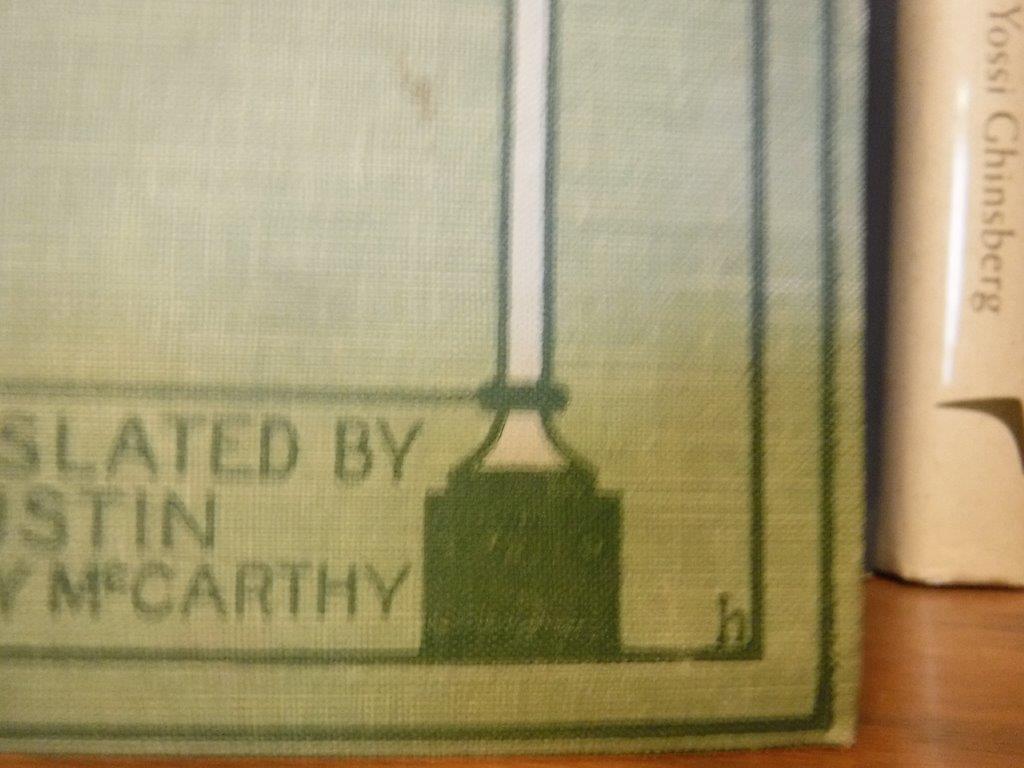 SLATED BY
STIN
Y MCCARTHY
h
Yossi Ghinsberg